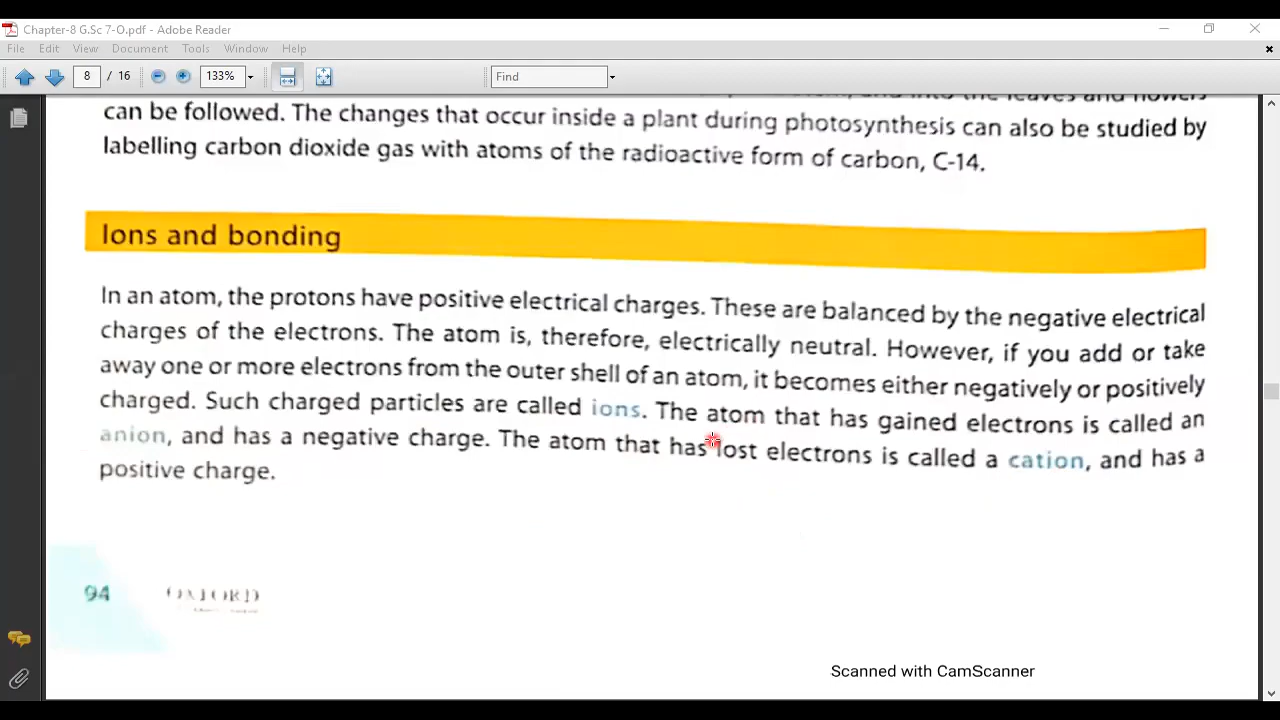 Chapter-8 G.Sc 7-O.pdf - Adobe Reader
File Edit View Document Tools Window Help
8 / 16 133% Find
and into the leaves and flowers
can be followed. The changes that occur inside a plant during photosynthesis can also be studied by
labelling carbon dioxide gas with atoms of the radioactive form of carbon, C-14.
Ions and bonding
In an atom, the protons have positive electrical charges. These are balanced by the negative electrical
charges of the electrons. The atom is, therefore, electrically neutral. However, if you add or take
away one or more electrons from the outer shell of an atom, it becomes either negatively or positively
charged. Such charged particles are called ions. The atom that has gained electrons is called an
anion, and has a negative charge. The atom that has lost electrons is called a cation, and has a
positive charge.
94 OXFORD
Scanned with CamScanner